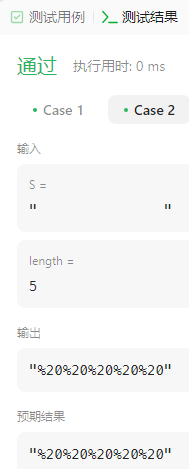 测试用例 测试结果
通过 执行用时: 0 ms
Case 1 Case 2
输入
S =
"               "
length =
5
输出
"%20%20%20%20%20"
预期结果
"%20%20%20%20%20"